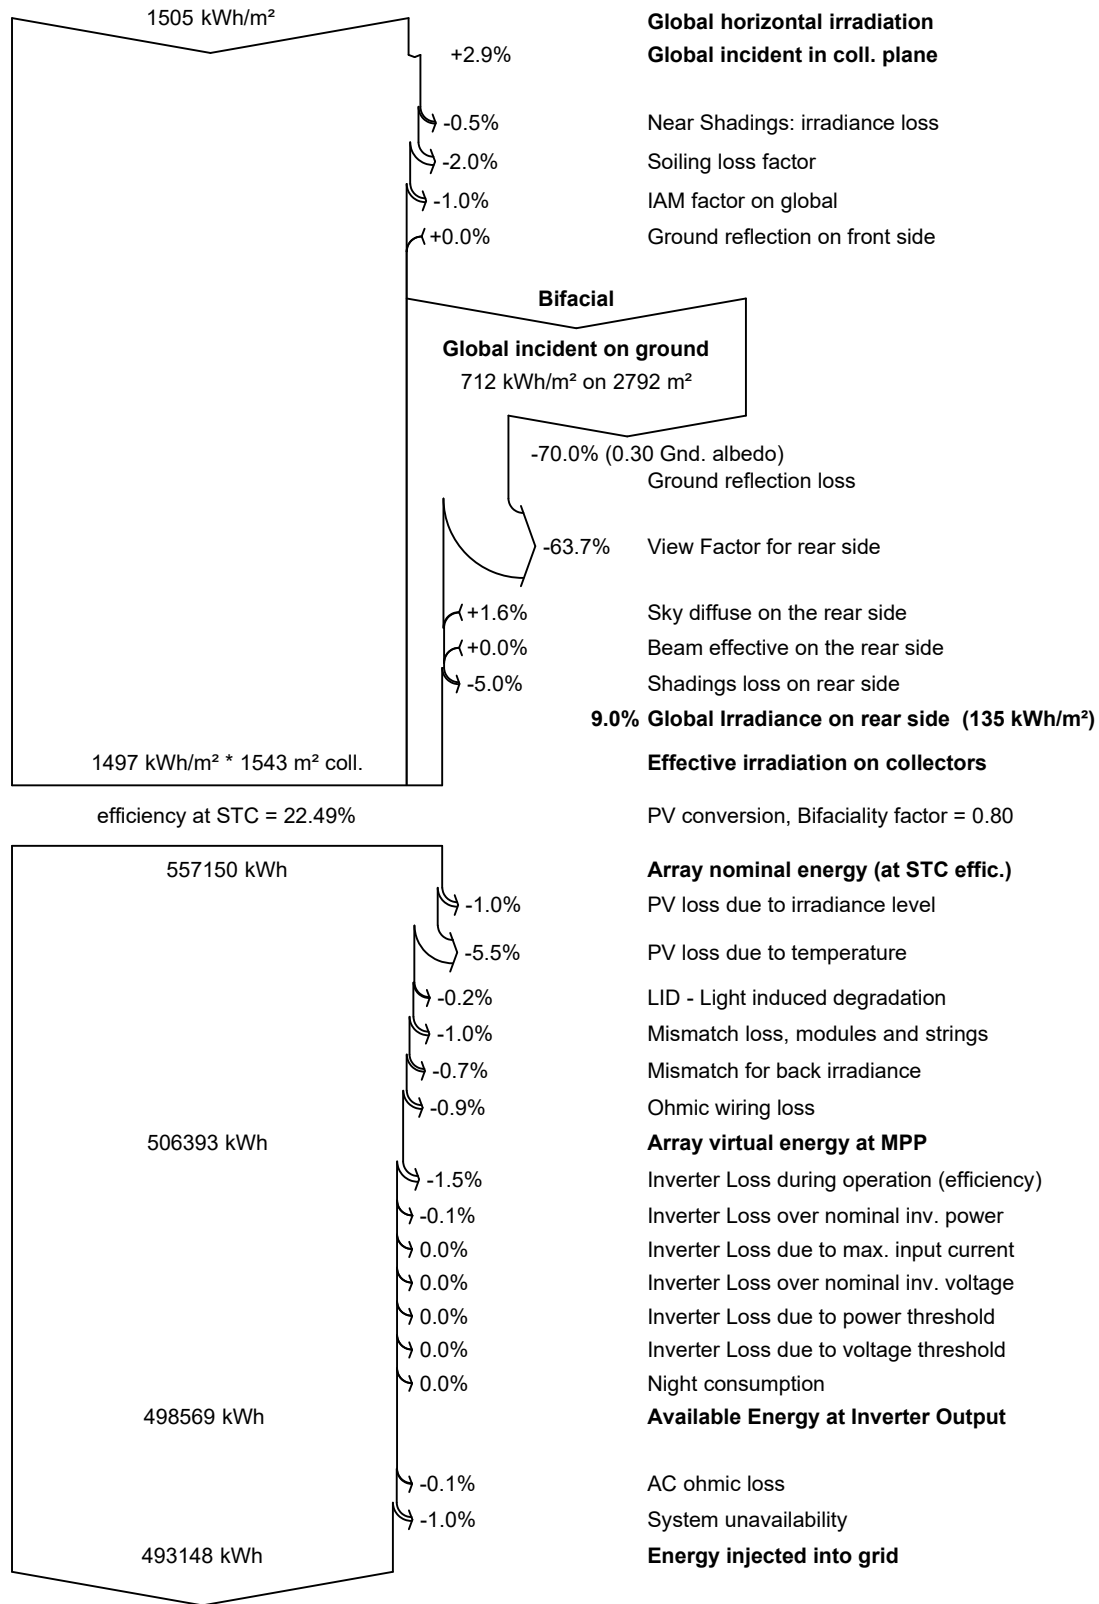 1505 kWh/m² Global horizontal irradiation
+2.9% Global incident in coll. plane
-0.5% Near Shadings: irradiance loss
-2.0% Soiling loss factor
-1.0% IAM factor on global
+0.0% Ground reflection on front side
Bifacial
Global incident on ground
712 kWh/m² on 2792 m²
-70.0% (0.30 Gnd. albedo)
Ground reflection loss
-63.7% View Factor for rear side
+1.6% Sky diffuse on the rear side
+0.0% Beam effective on the rear side
-5.0% Shadings loss on rear side
9.0% Global Irradiance on rear side (135 kWh/m²)
1497 kWh/m² * 1543 m² coll. Effective irradiation on collectors
efficiency at STC = 22.49% PV conversion, Bifaciality factor = 0.80
557150 kWh Array nominal energy (at STC effic.)
-1.0% PV loss due to irradiance level
-5.5% PV loss due to temperature
-0.2% LID - Light induced degradation
-1.0% Mismatch loss, modules and strings
-0.7% Mismatch for back irradiance
-0.9% Ohmic wiring loss
506393 kWh Array virtual energy at MPP
-1.5% Inverter Loss during operation (efficiency)
-0.1% Inverter Loss over nominal inv. power
0.0% Inverter Loss due to max. input current
0.0% Inverter Loss over nominal inv. voltage
0.0% Inverter Loss due to power threshold
0.0% Inverter Loss due to voltage threshold
0.0% Night consumption
498569 kWh Available Energy at Inverter Output
-0.1% AC ohmic loss
-1.0% System unavailability
493148 kWh Energy injected into grid